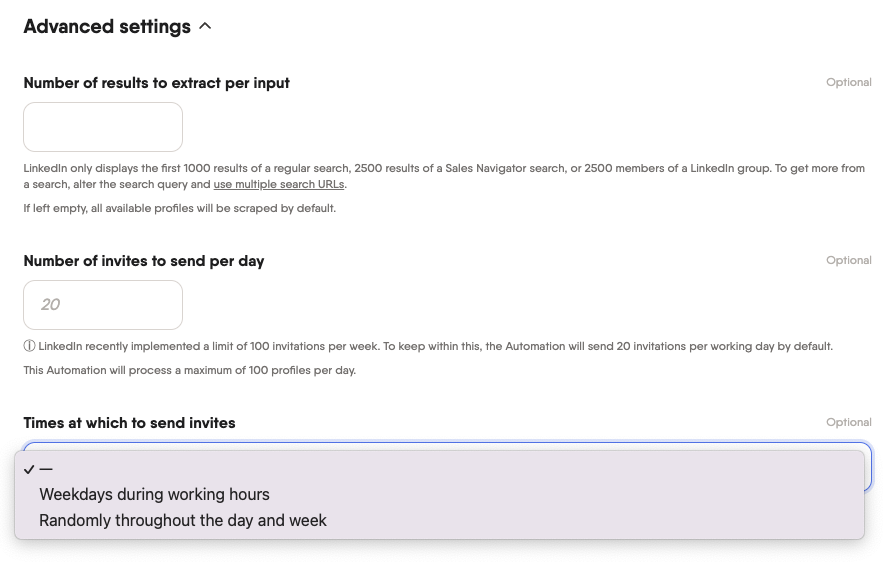 Advanced settings
Number of results to extract per input
Optional
LinkedIn only displays the first 1000 results of a regular search, 2500 results of a Sales Navigator search, or 2500 members of a LinkedIn group. To get more from
a search, alter the search query and use multiple search URLs.
If left empty, all available profiles will be scraped by default.
Number of invites to send per day
Optional
20
LinkedIn recently implemented a limit of 100 invitations per week. To keep within this, the Automation will send 20 invitations per working day by default.
This Automation will process a maximum of 100 profiles per day.
Times at which to send invites
Optional
✓ —
Weekdays during working hours
Randomly throughout the day and week